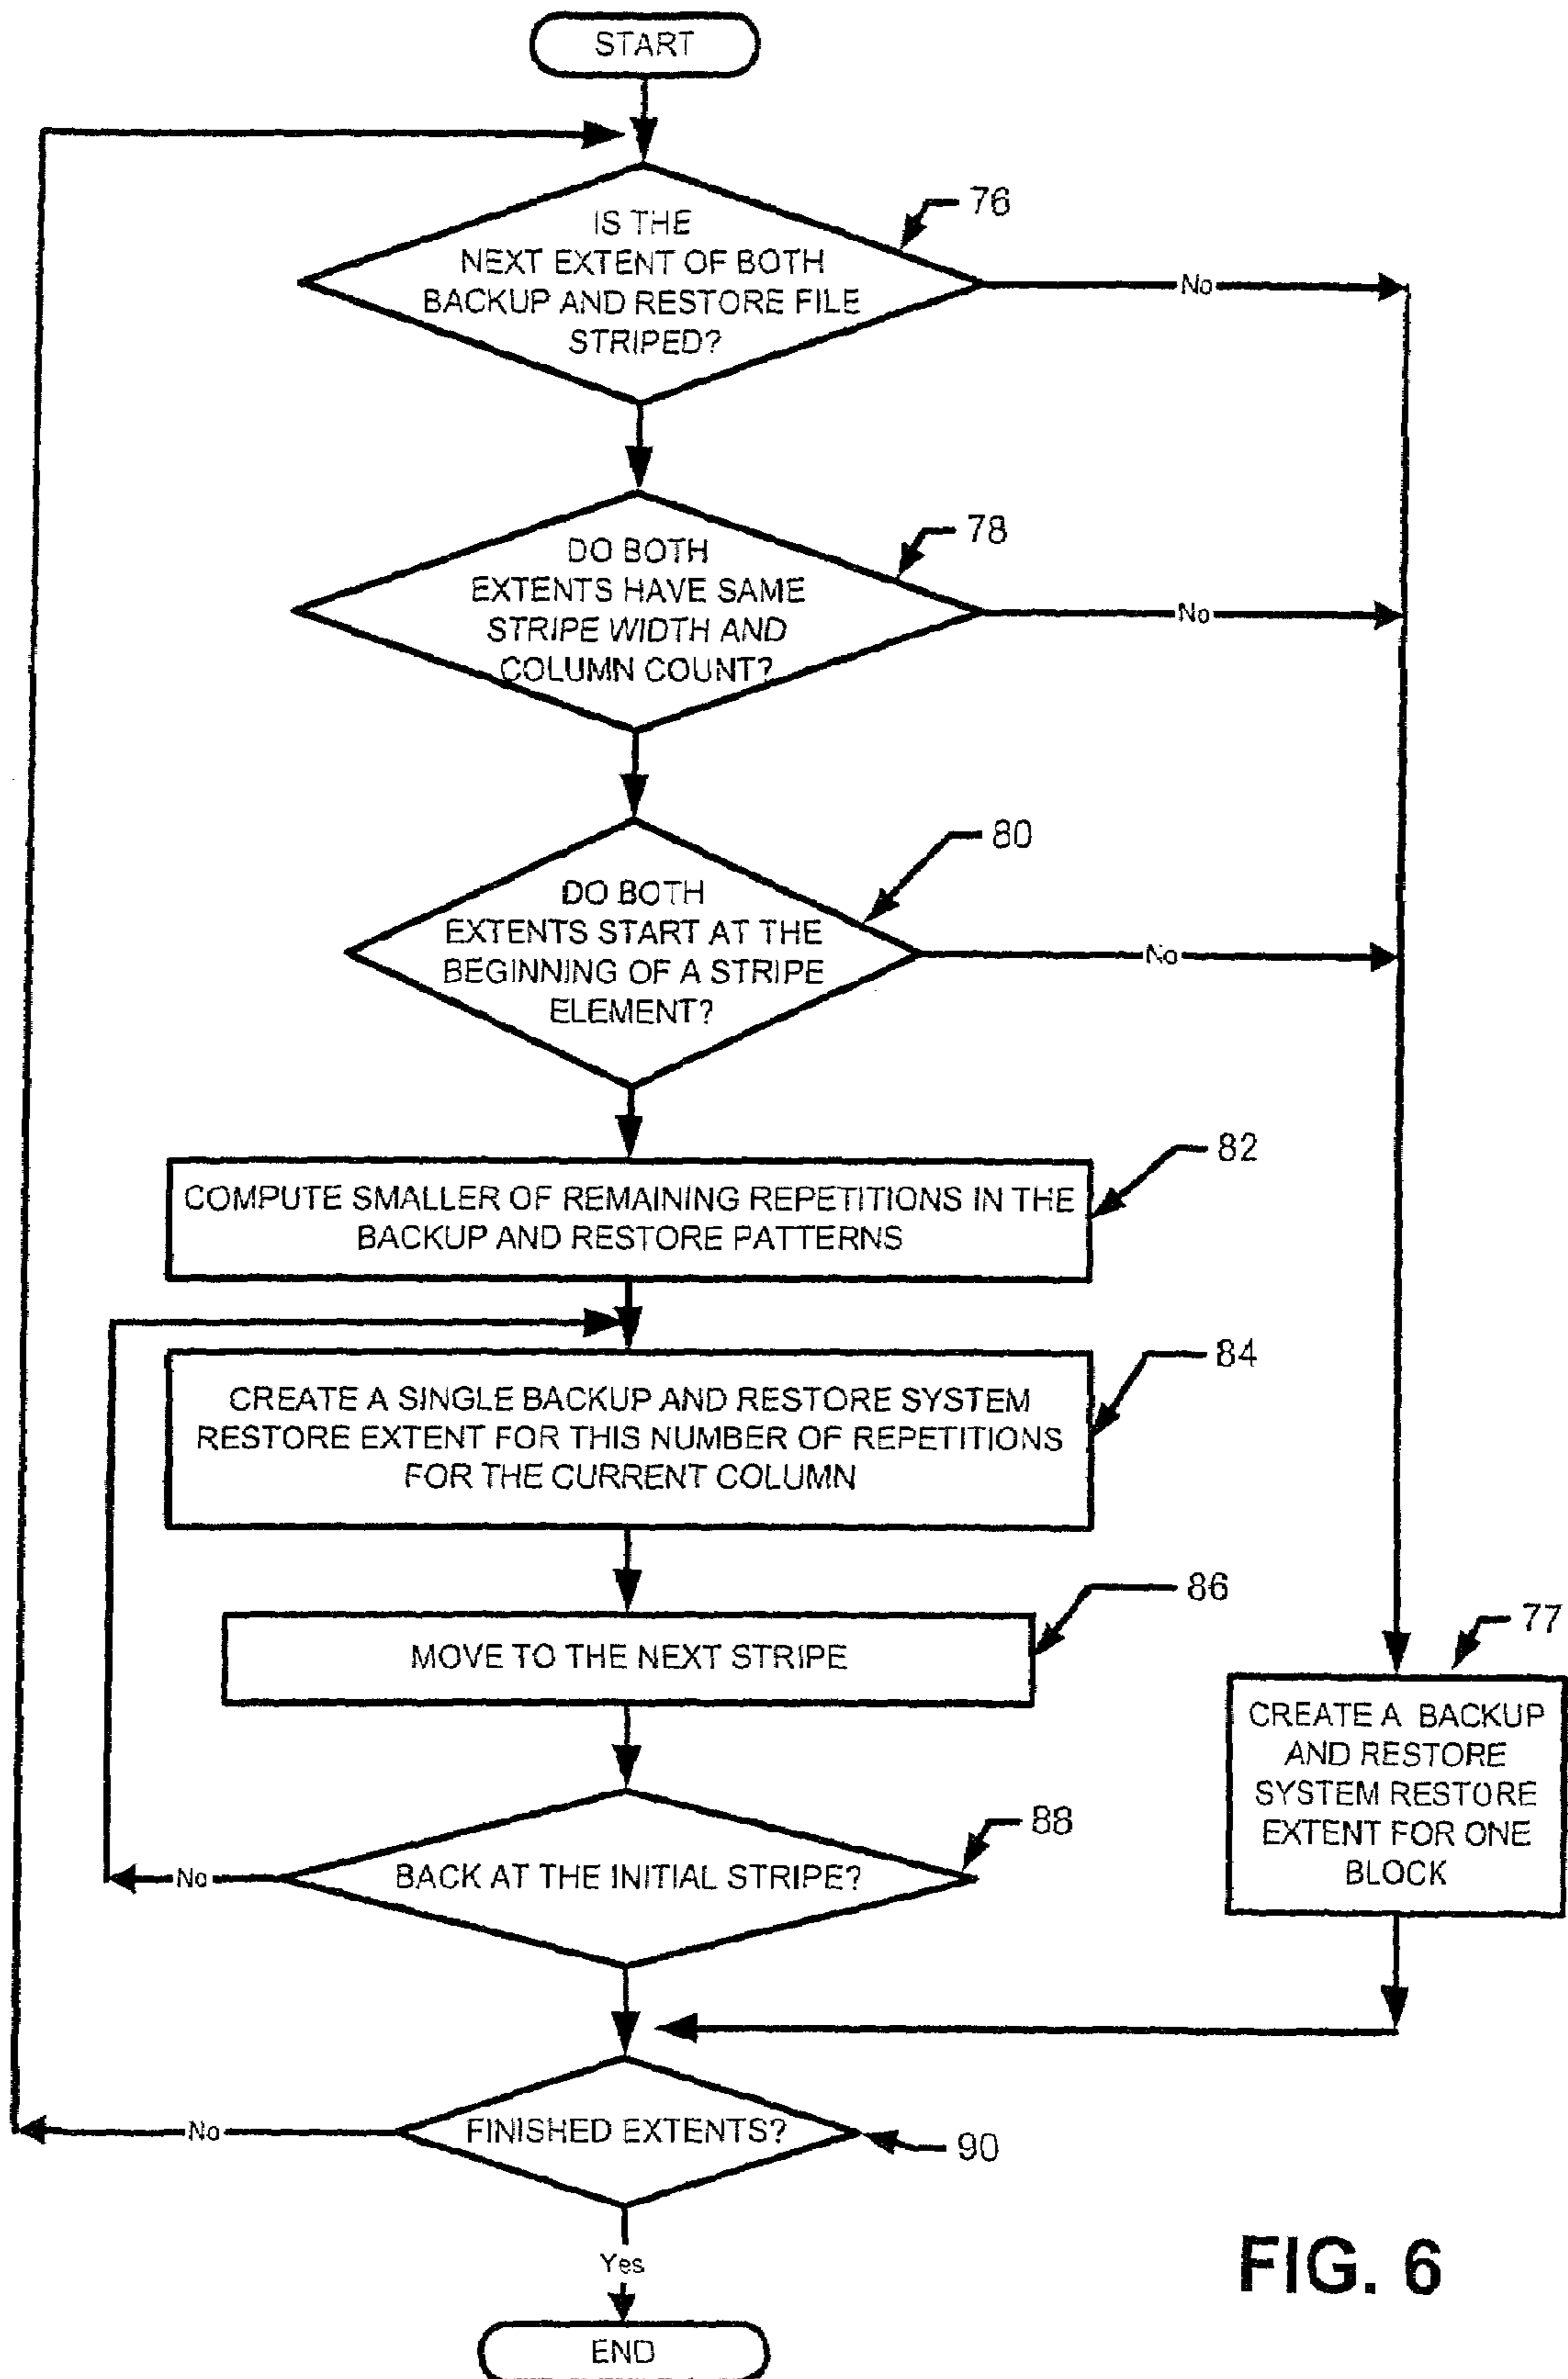 START
76
IS THE
NEXT EXTENT OF BOTH
BACKUP AND RESTORE FILE
STRIPED?
No
78
DO BOTH
EXTENTS HAVE SAME
STRIPE WIDTH AND
COLUMN COUNT?
No
80
DO BOTH
EXTENTS START AT THE
BEGINNING OF A STRIPE
ELEMENT?
No
82
COMPUTE SMALLER OF REMAINING REPETITIONS IN THE
BACKUP AND RESTORE PATTERNS
84
CREATE A SINGLE BACKUP AND RESTORE SYSTEM
RESTORE EXTENT FOR THIS NUMBER OF REPETITIONS
FOR THE CURRENT COLUMN
86
MOVE TO THE NEXT STRIPE
77
CREATE A BACKUP
AND RESTORE
SYSTEM RESTORE
EXTENT FOR ONE
BLOCK
88
BACK AT THE INITIAL STRIPE?
No
FINISHED EXTENTS?
No
90
Yes
END
FIG. 6